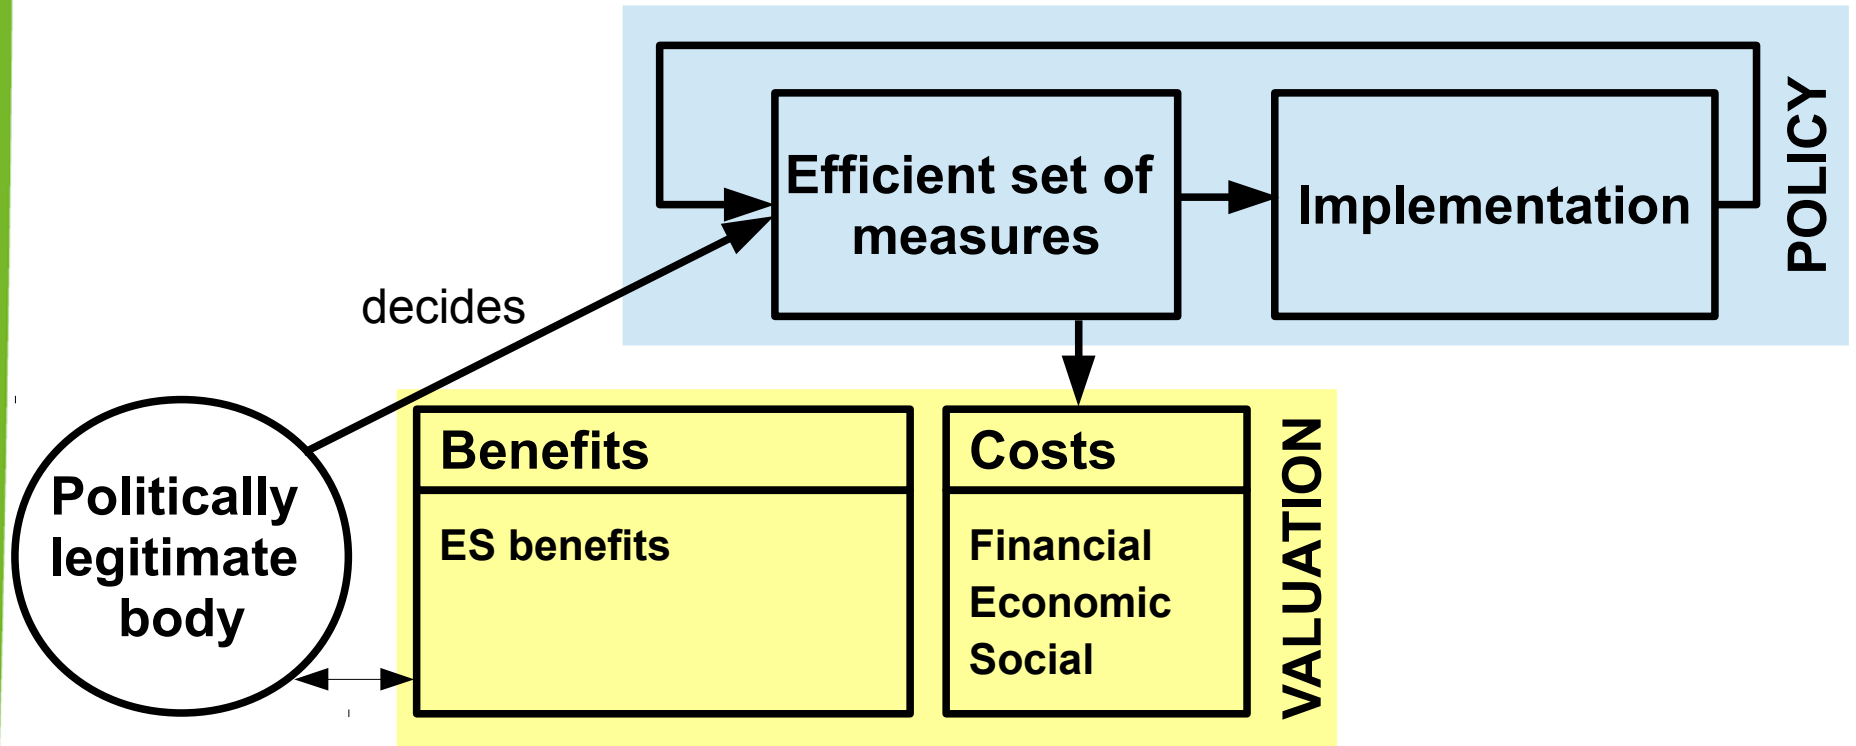 Efficient set of
measures
Implementation
POLICY
decides
Politically
legitimate
body
Benefits
ES benefits
Costs
Financial
Economic
Social
VALUATION